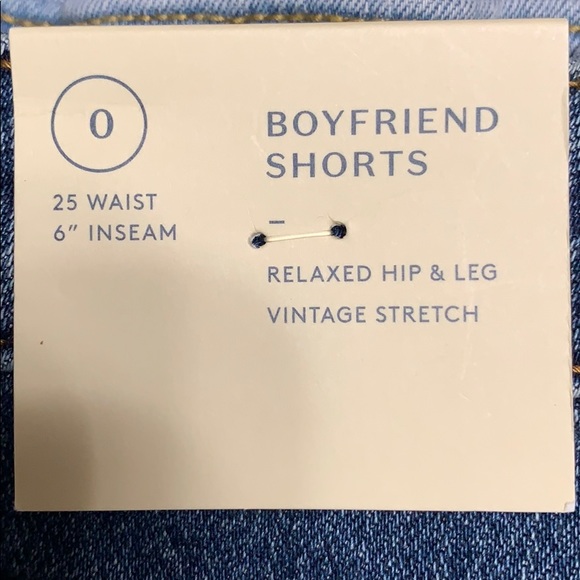 0
25 WAIST
6" INSEAM
BOYFRIEND
SHORTS
–
RELAXED HIP & LEG
VINTAGE STRETCH